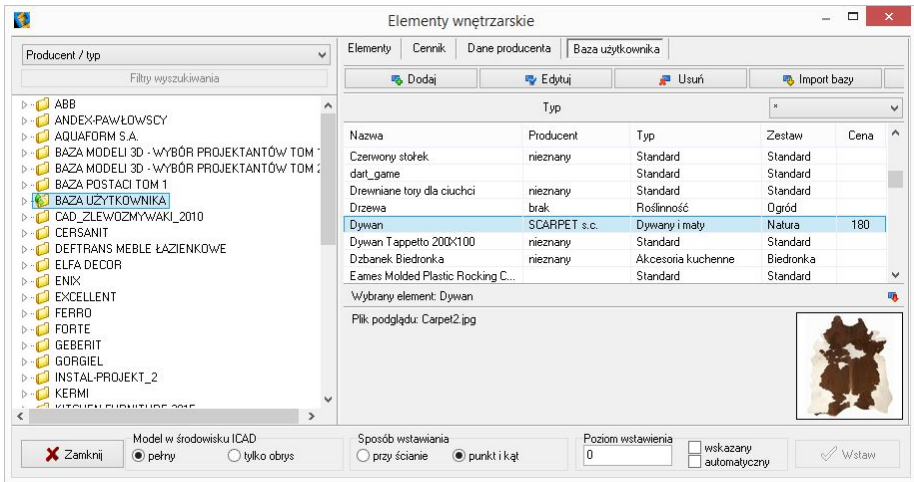 Elementy wnętrzarskie
Producent / typ
Filtry wyszukiwania
ABB
ANDEX-PAWŁOWSCY
AQUAFORM S.A.
BAZA MODELI 3D - WYBÓR PROJEKTANTÓW TOM
BAZA MODELI 3D - WYBÓR PROJEKTANTÓW TOM
BAZA POSTACI TOM 1
BAZA UŻYTKOWNIKA
CAD_ZLEWOZMYWAKI_2010
CERSANIT
DEFTRANS MEBLE ŁAZIENKOWE
ELFA DECOR
ENIX
EXCELLENT
FERRO
FORTE
GEBERIT
GORGIEL
INSTAL-PROJEKT_2
KERMI
Elementy Cennik Dane producenta Baza użytkownika
Dodaj Edytuj Usuń Import bazy
Typ *
Nazwa Producent Typ Zestaw Cena
Czerwony stołek nieznany Standard Standard
dart_game Standard Standard
Drewniane tory dla ciuchci nieznany Standard Standard
Drzewa brak Roślinność Ogród
Dywan SCARPET s.c. Dywany i maty Natura 180
Dywan Tappetto 200X100 nieznany Standard Standard
Dzbanek Biedronka nieznany Akcesoria kuchenne Biedronka
Eames Molded Plastic Rocking C... Standard Standard
Wybrany element: Dywan
Plik podglądu: Carpet2.jpg
Zamknij
Model w środowisku ICAD
pełny tylko obrys
Sposób wstawiania
przy ścianie punkt i kąt
Poziom wstawienia
0
wskazany
automatyczny
Wstaw